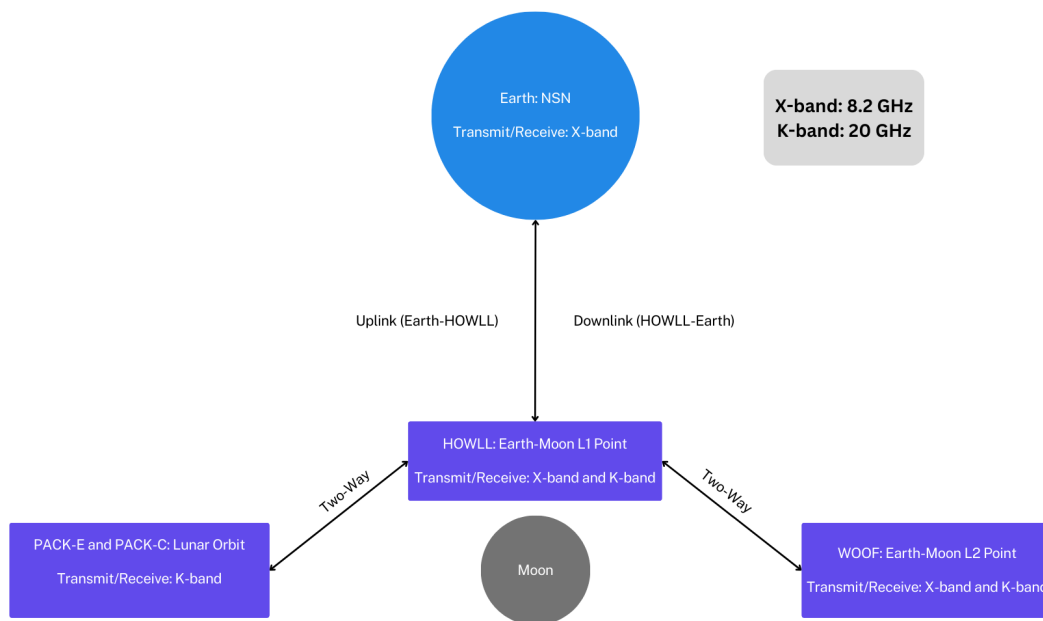 Earth: NSN
Transmit/Receive: X-band
X-band: 8.2 GHz
K-band: 20 GHz
Uplink (Earth-HOWLL)
Downlink (HOWLL-Earth)
HOWLL: Earth-Moon L1 Point
Transmit/Receive: X-band and K-band
Two-Way
Two-Way
PACK-E and PACK-C: Lunar Orbit
Transmit/Receive: K-band
Moon
WOOF: Earth-Moon L2 Point
Transmit/Receive: X-band and K-band